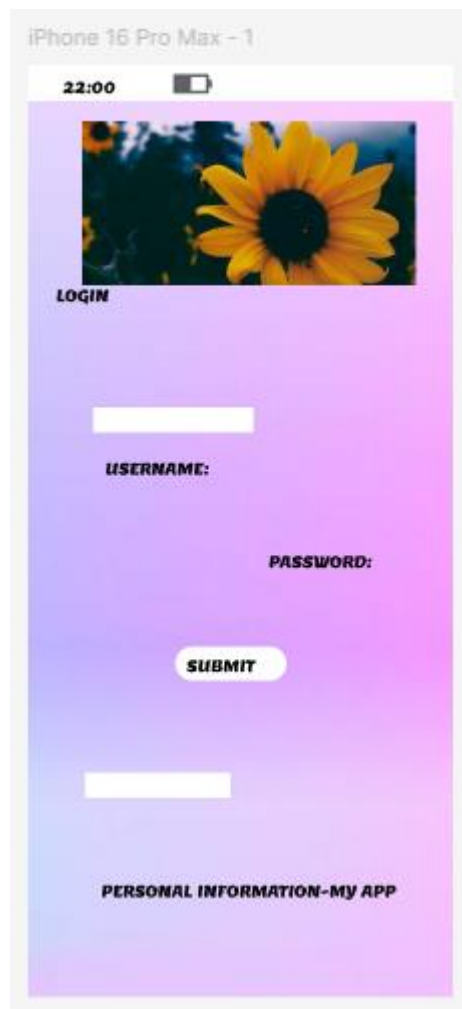 iPhone 16 Pro Max - 1
22:00
LOGIN
USERNAME:
PASSWORD:
SUBMIT
PERSONAL INFORMATION-MY APP